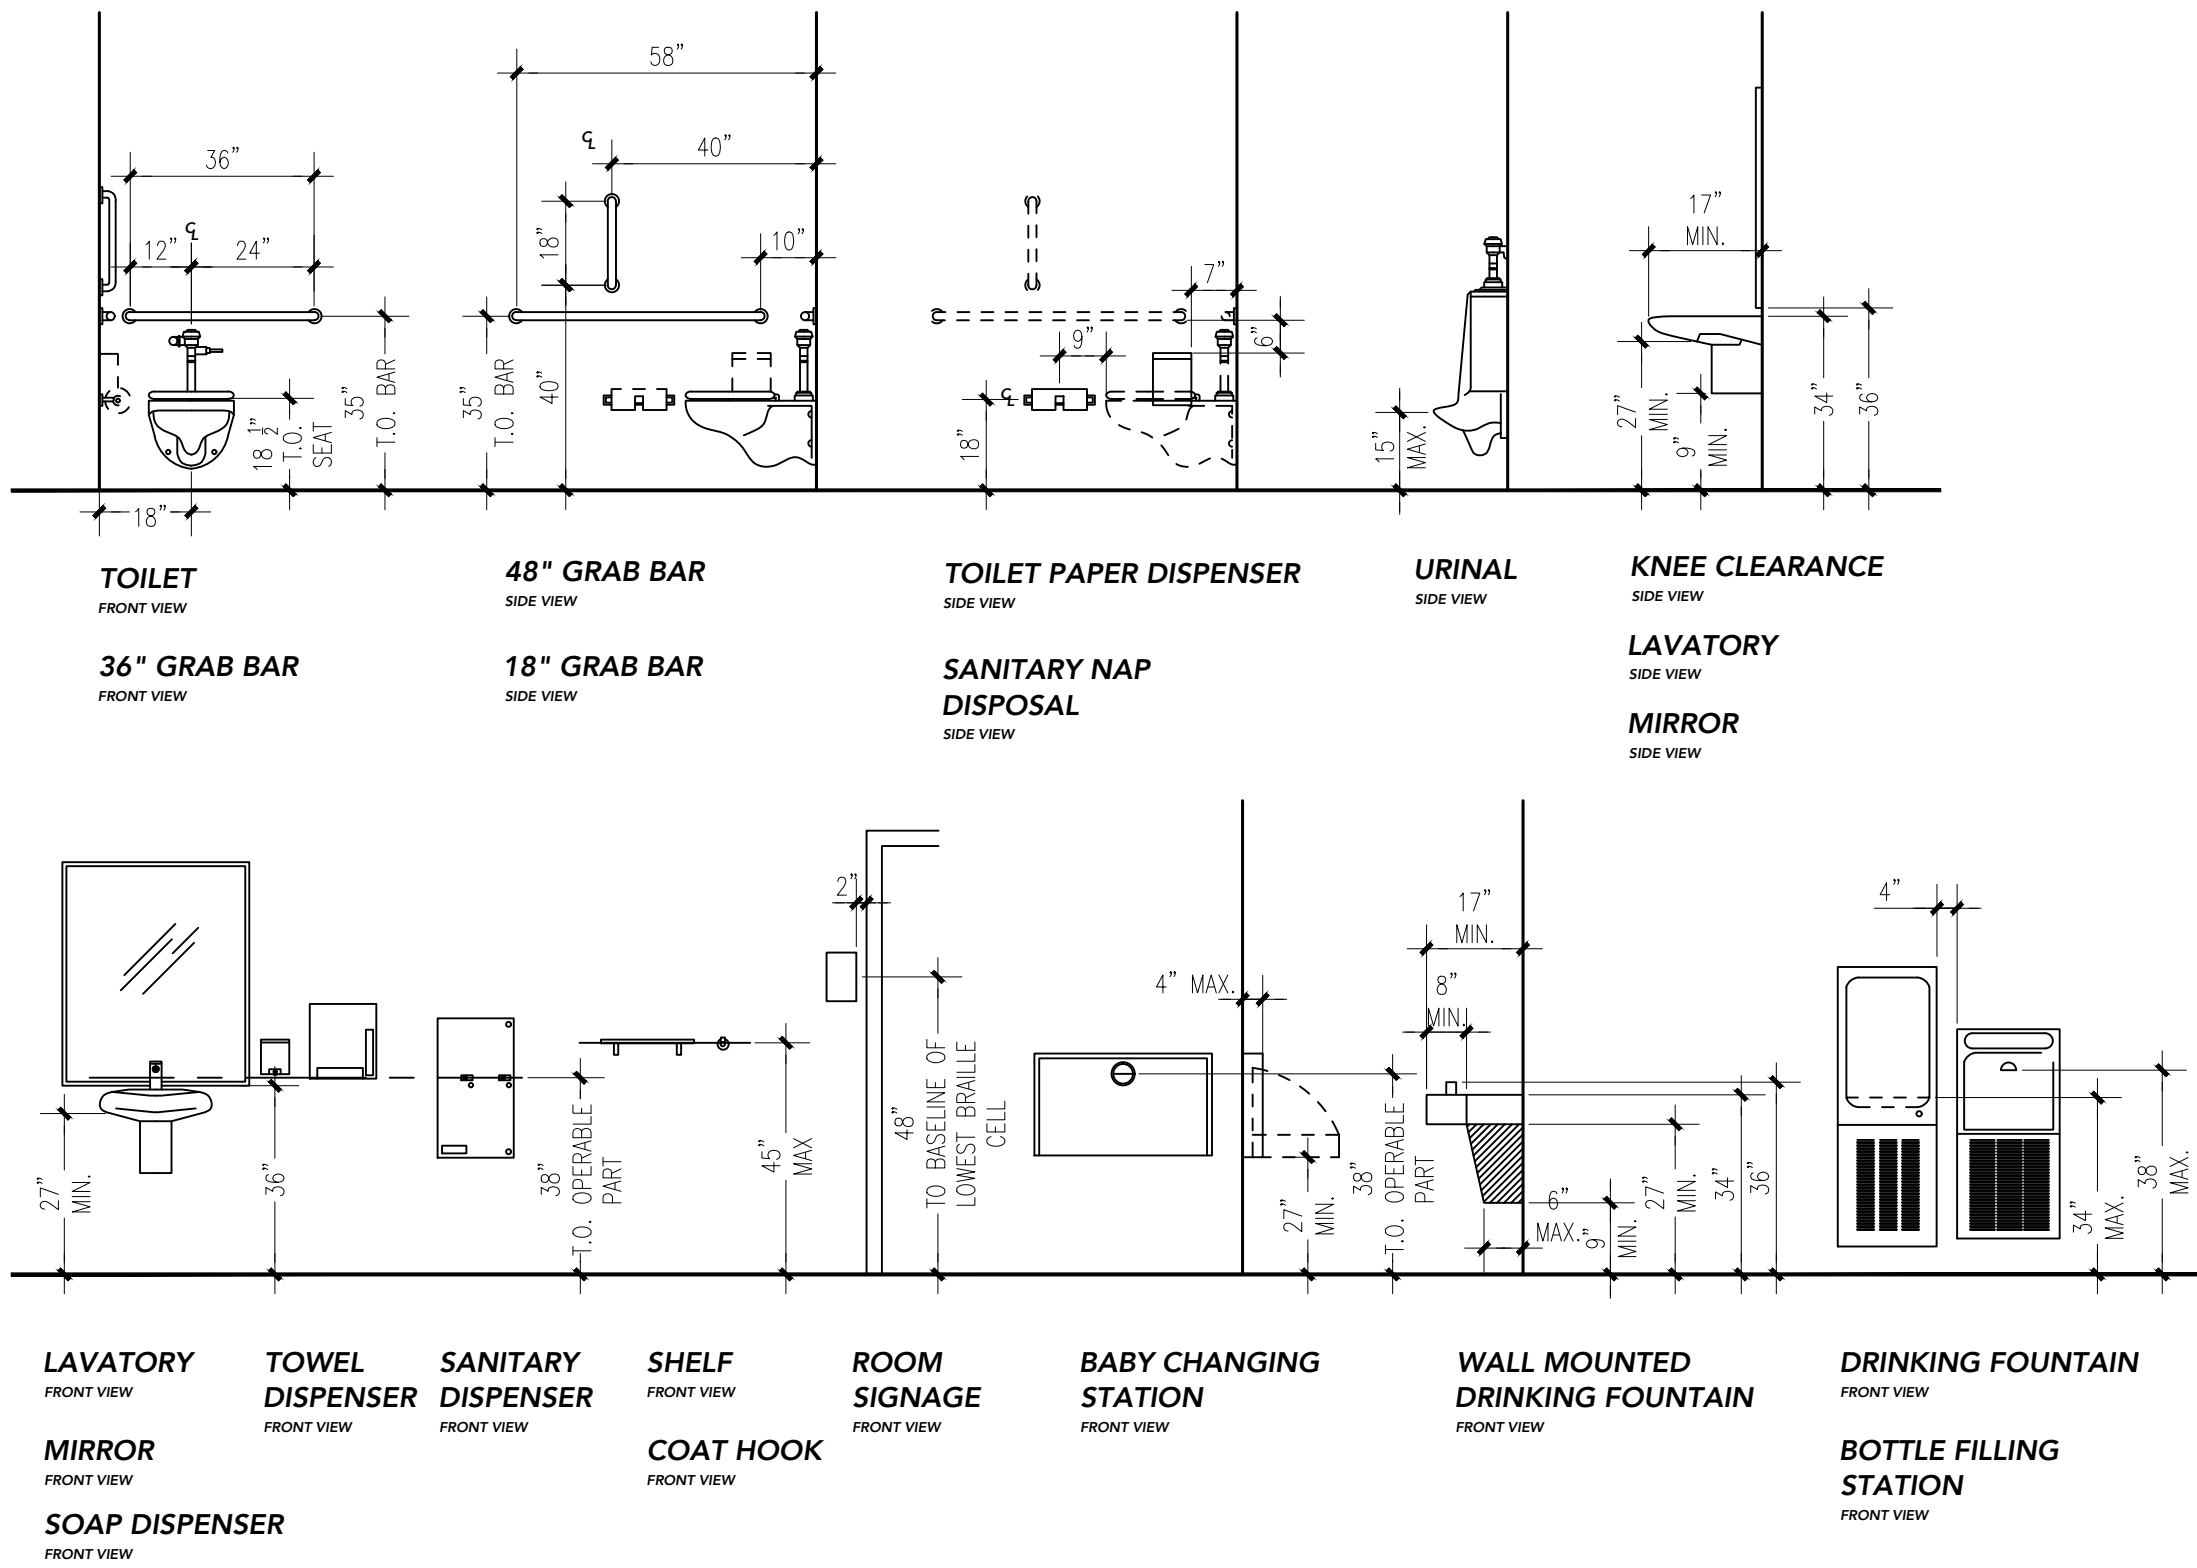 58”
36”
℄
40”
12”
℄
24”
18”
10”
7”
9”
6”
17”
MIN.
35”
T.O. BAR
18 1/2”
T.O.
SEAT
18”
35”
T.O. BAR
40”
℄
18”
15”
MAX.
27”
MIN.
9”
MIN.
34”
36”
TOILET
FRONT VIEW
36" GRAB BAR
FRONT VIEW
48" GRAB BAR
SIDE VIEW
18" GRAB BAR
SIDE VIEW
TOILET PAPER DISPENSER
SIDE VIEW
SANITARY NAP
DISPOSAL
SIDE VIEW
URINAL
SIDE VIEW
KNEE CLEARANCE
SIDE VIEW
LAVATORY
SIDE VIEW
MIRROR
SIDE VIEW
27”
MIN.
36”
38”
T.O. OPERABLE
PART
45”
MAX
2”
48”
TO BASELINE OF
LOWEST BRAILLE
CELL
4” MAX.
27”
MIN.
38”
T.O. OPERABLE
PART
17”
MIN.
8”
MIN.
6”
MAX.
9”
MIN.
27”
MIN.
34”
36”
4”
34”
MAX.
38”
MAX.
LAVATORY
FRONT VIEW
MIRROR
FRONT VIEW
SOAP DISPENSER
FRONT VIEW
TOWEL
DISPENSER
FRONT VIEW
SANITARY
DISPENSER
FRONT VIEW
SHELF
FRONT VIEW
COAT HOOK
FRONT VIEW
ROOM
SIGNAGE
FRONT VIEW
BABY CHANGING
STATION
FRONT VIEW
WALL MOUNTED
DRINKING FOUNTAIN
FRONT VIEW
DRINKING FOUNTAIN
FRONT VIEW
BOTTLE FILLING
STATION
FRONT VIEW